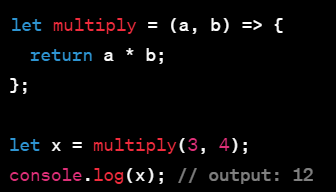 let multiply = (a, b) => {
  return a * b;
};

let x = multiply(3, 4);
console.log(x); // output: 12